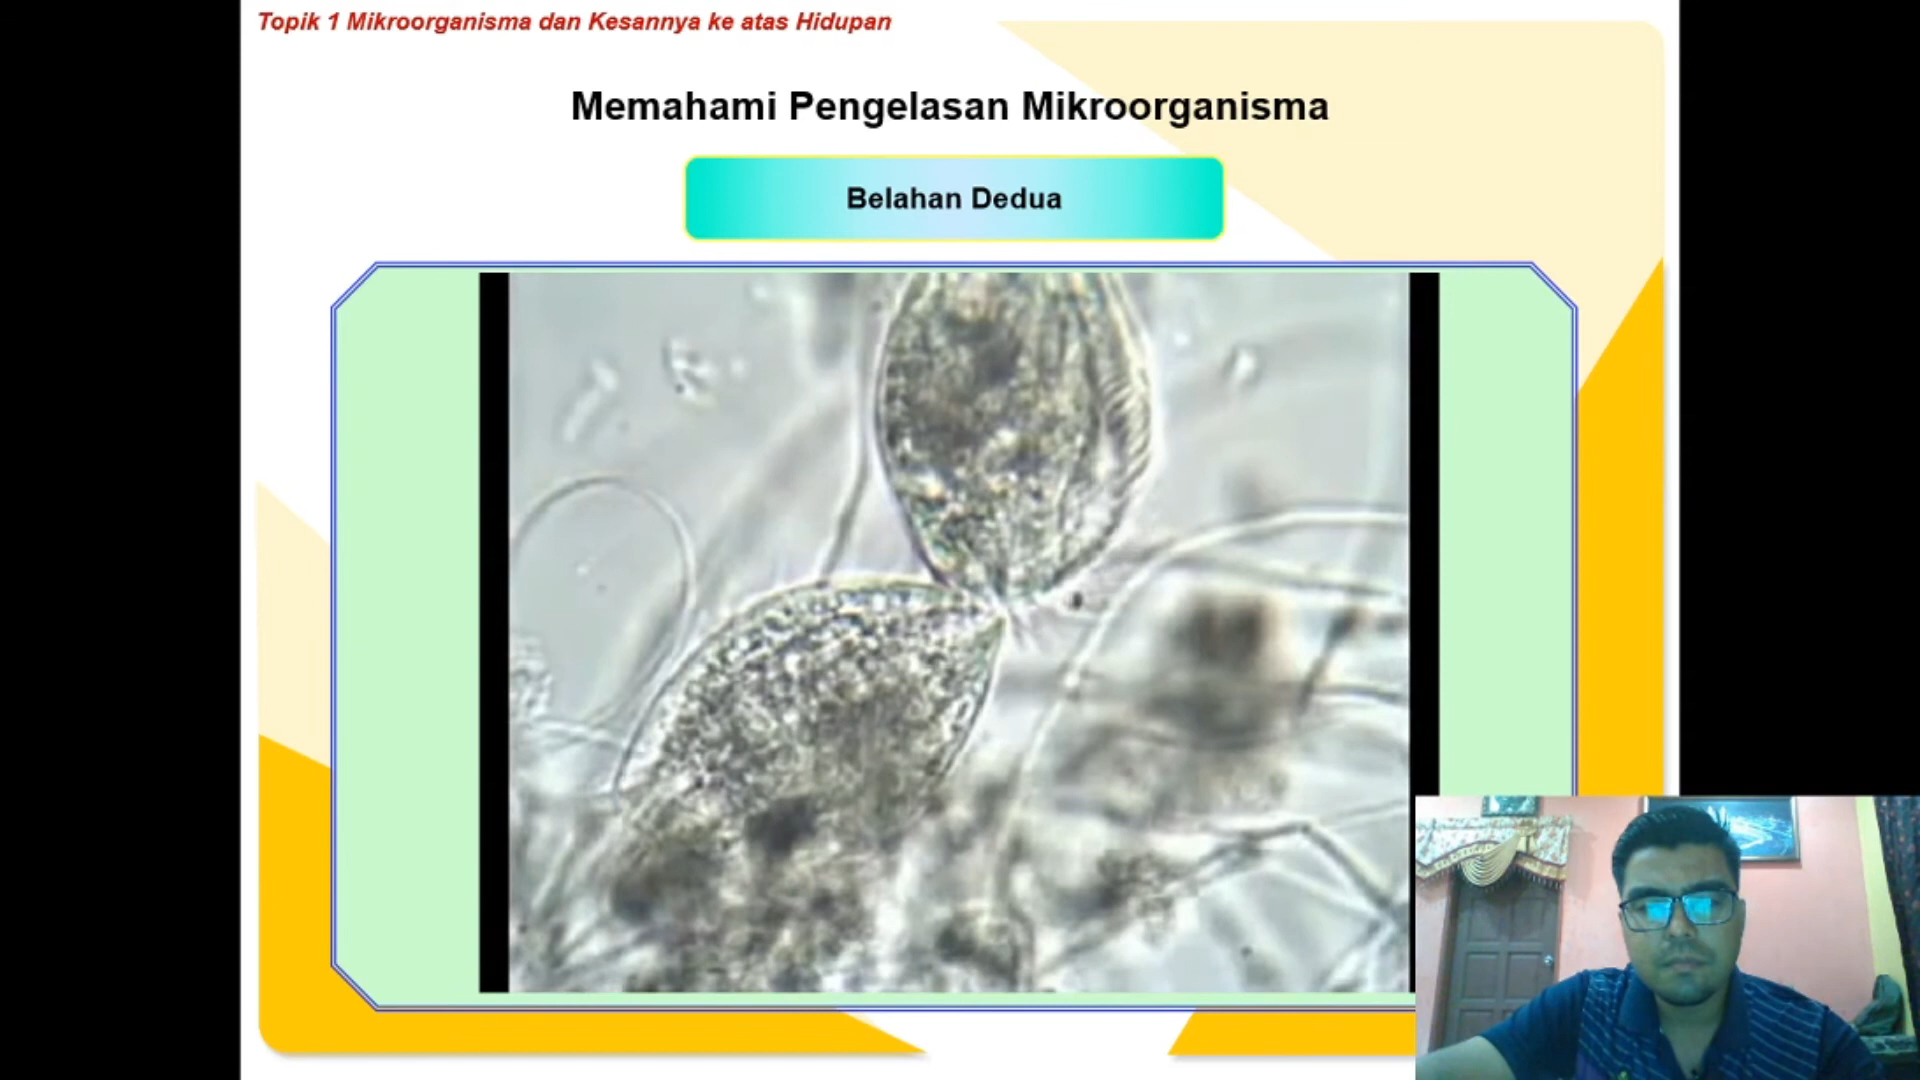 Topik 1 Mikroorganisma dan Kesannya ke atas Hidupan
Memahami Pengelasan Mikroorganisma
Belahan Dedua